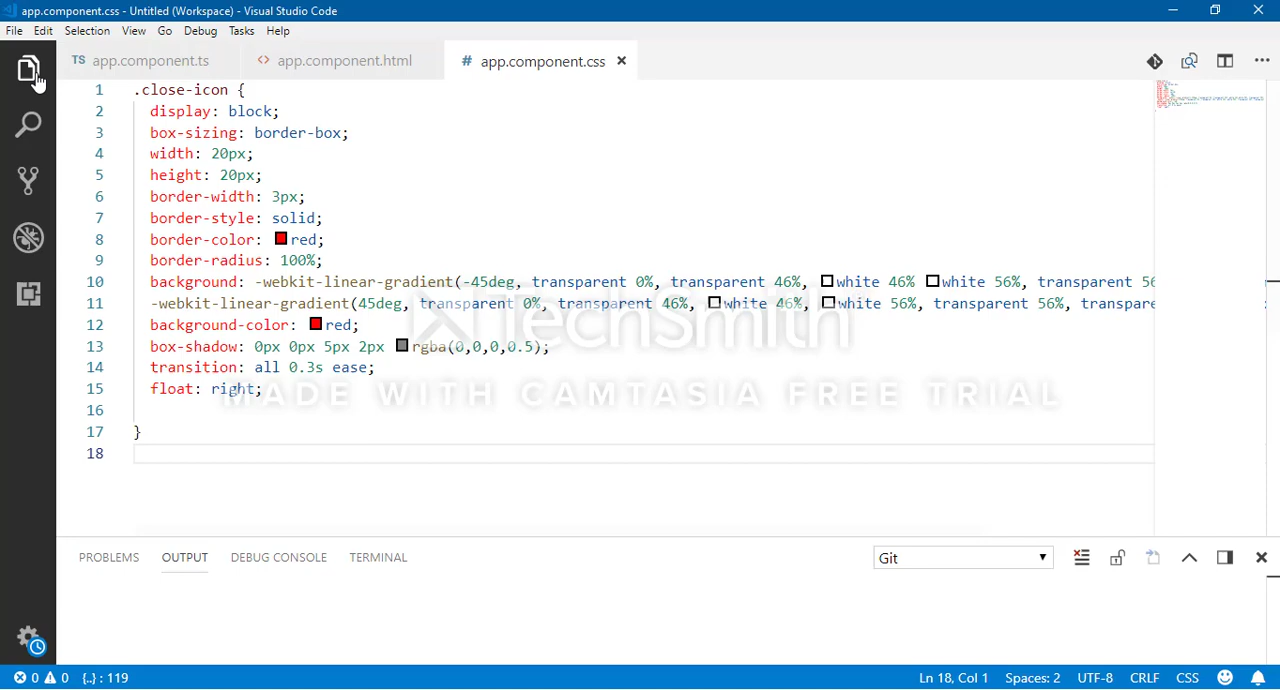 app.component.css - Untitled (Workspace) - Visual Studio Code
File Edit Selection View Go Debug Tasks Help
TS app.component.ts <> app.component.html # app.component.css
1 .close-icon {
2 display: block;
3 box-sizing: border-box;
4 width: 20px;
5 height: 20px;
6 border-width: 3px;
7 border-style: solid;
8 border-color: red;
9 border-radius: 100%;
10 background: -webkit-linear-gradient(-45deg, transparent 0%, transparent 46%, white 46% white 56%, transparent 56
11 -webkit-linear-gradient(45deg, transparent 0%, transparent 46%, white 46%, white 56%, transparent 56%, transpare
12 background-color: red;
13 box-shadow: 0px 0px 5px 2px rgba(0,0,0,0.5);
14 transition: all 0.3s ease;
15 float: right;
16
17 }
18
TechSmith
MADE WITH CAMTASIA FREE TRIAL
PROBLEMS OUTPUT DEBUG CONSOLE TERMINAL Git
0 0 {..} : 119 Ln 18, Col 1 Spaces: 2 UTF-8 CRLF CSS